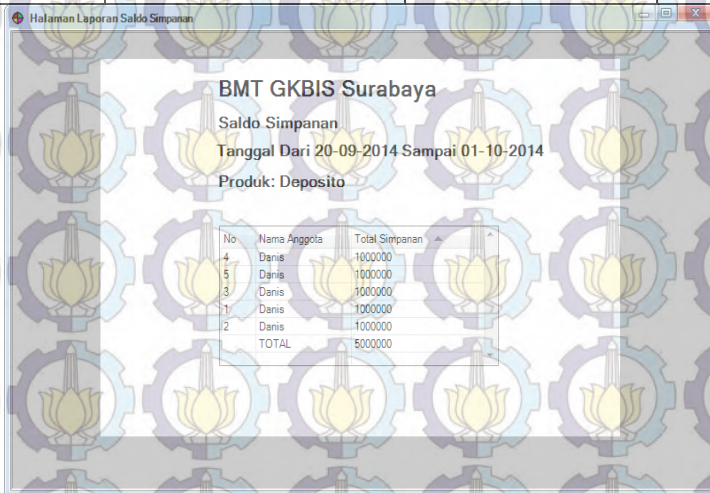 Halaman Laporan Saldo Simpanan
BMT GKBIS Surabaya
Saldo Simpanan
Tanggal Dari 20-09-2014 Sampai 01-10-2014
Produk: Deposito
No Nama Anggota Total Simpanan
4 Danis 1000000
5 Danis 1000000
3 Danis 1000000
1 Danis 1000000
2 Danis 1000000
TOTAL 5000000